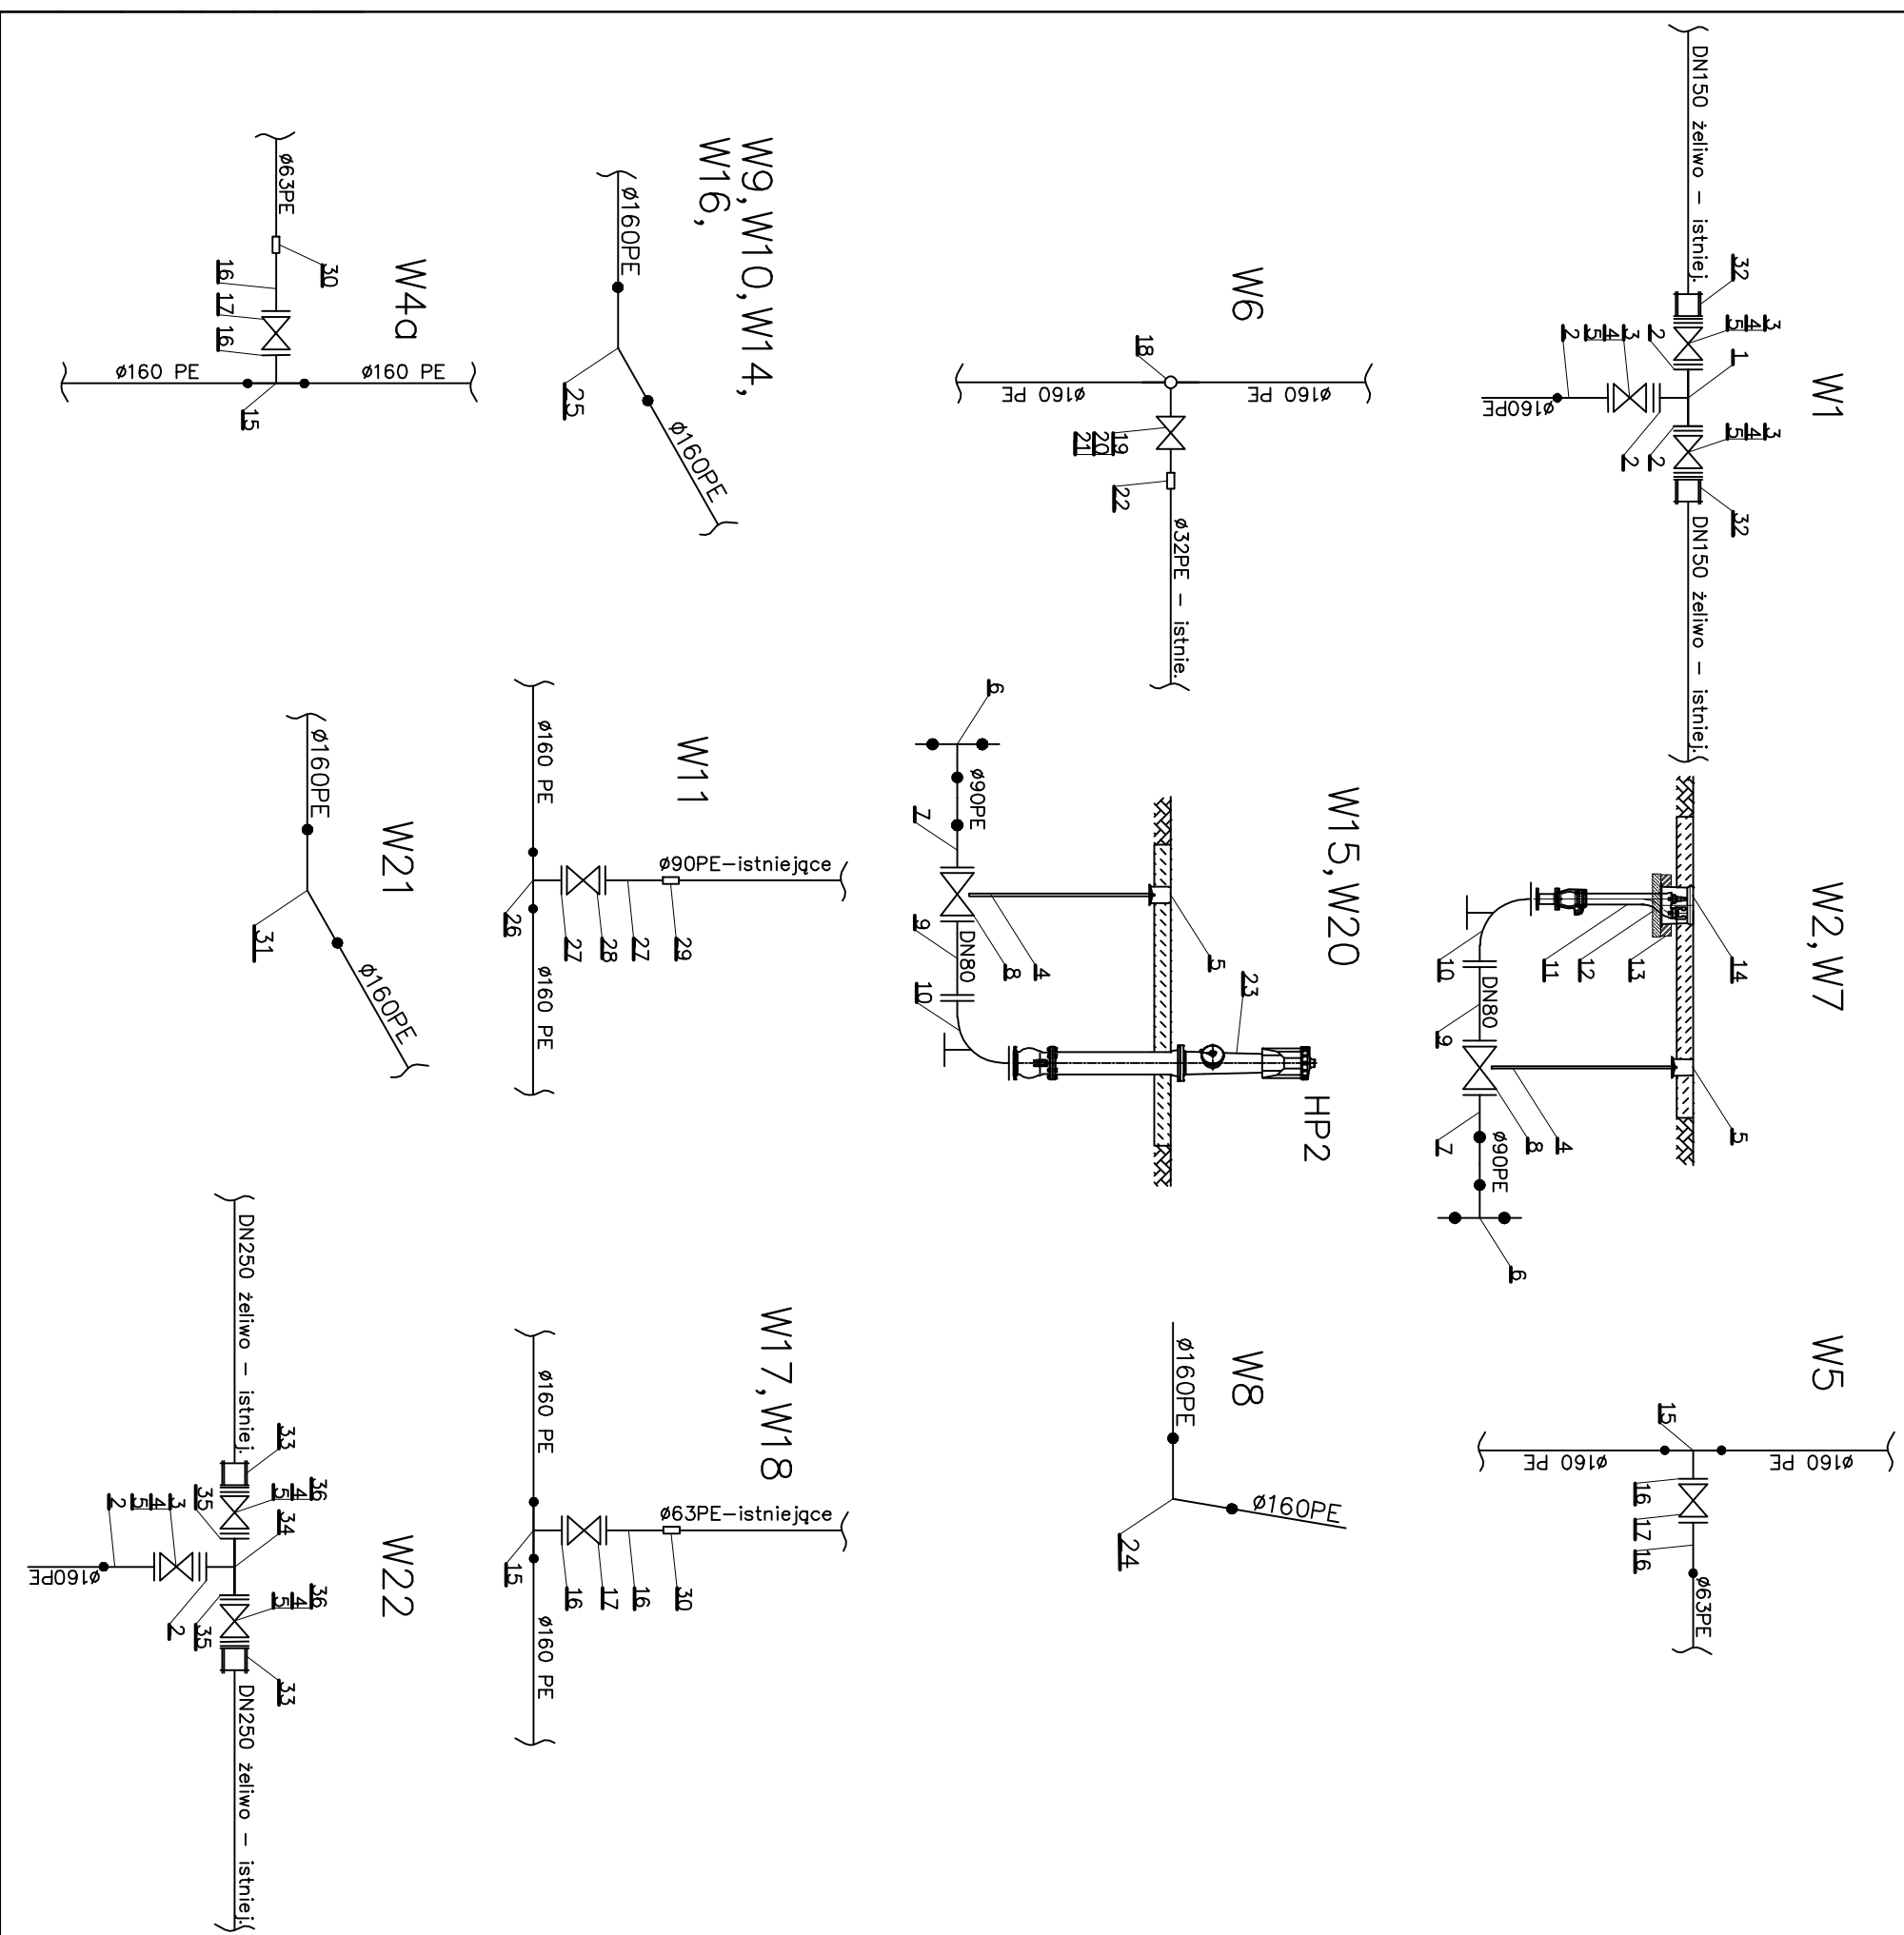 W1
DN150 żeliwo - istniej.
32
3
4
5
2
1
3
4
5
2
2
ø160PE
3
4
5
2
2
32
DN150 żeliwo - istniej.
W2,W7
14
13
12
11
10
DN80
9
5
4
8
7
ø90PE
6
W5
15
ø160 PE
ø160 PE
16
17
16
ø63PE
W6
18
ø160 PE
ø160 PE
19
20
21
22
ø32PE - istnie.
W15,W20
6
ø90PE
7
5
4
8
9
DN80
10
23
HP2
W8
ø160PE
24
ø160PE
W9,W10,W14,
W16,
ø160PE
25
ø160PE
W11
ø160 PE
ø90PE-istniejące
26
27
28
27
29
ø160 PE
W17,W18
ø160 PE
ø63PE-istniejące
15
16
17
16
30
ø160 PE
W4a
ø63PE
30
16
17
16
ø160 PE
ø160 PE
15
W21
ø160PE
31
ø160PE
W22
DN250 żeliwo - istniej.
33
36
4
5
35
34
3
4
5
2
ø160PE
2
36
4
5
35
33
DN250 żeliwo - istniej.